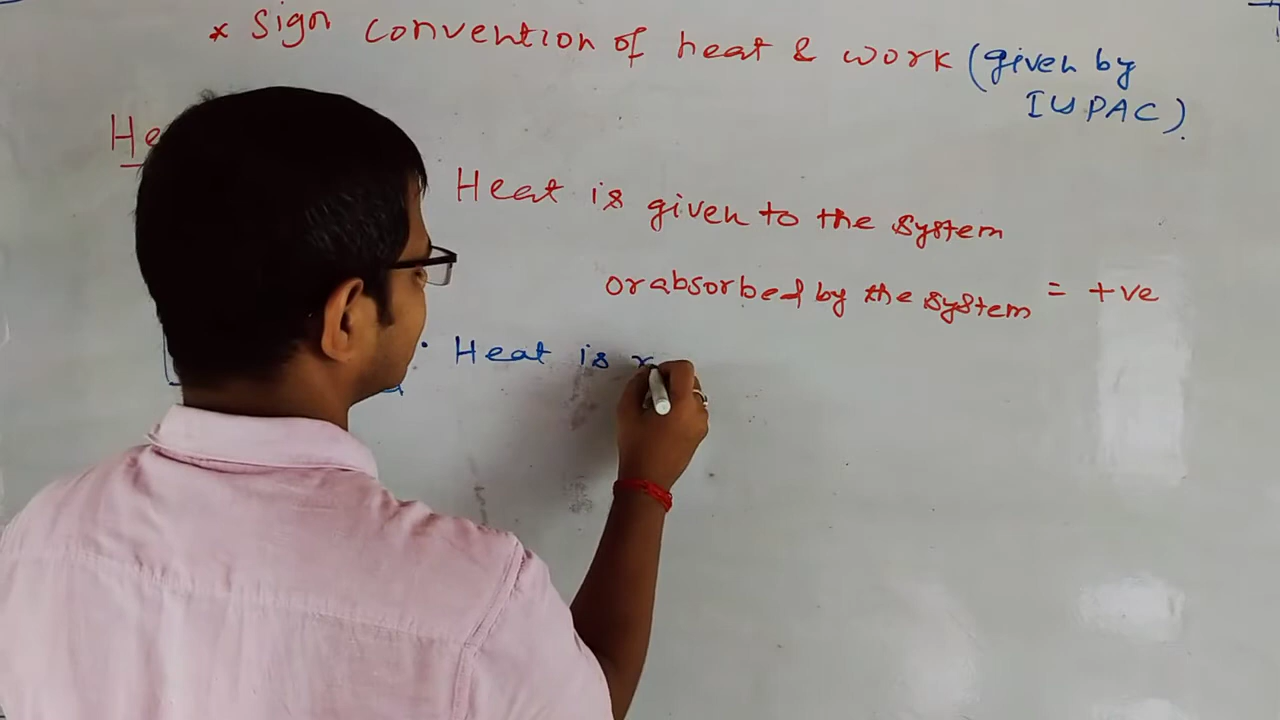 * Sign convention of heat & work (given by
IUPAC).
He
Heat is given to the system
or absorbed by the system = +ve
• Heat is r